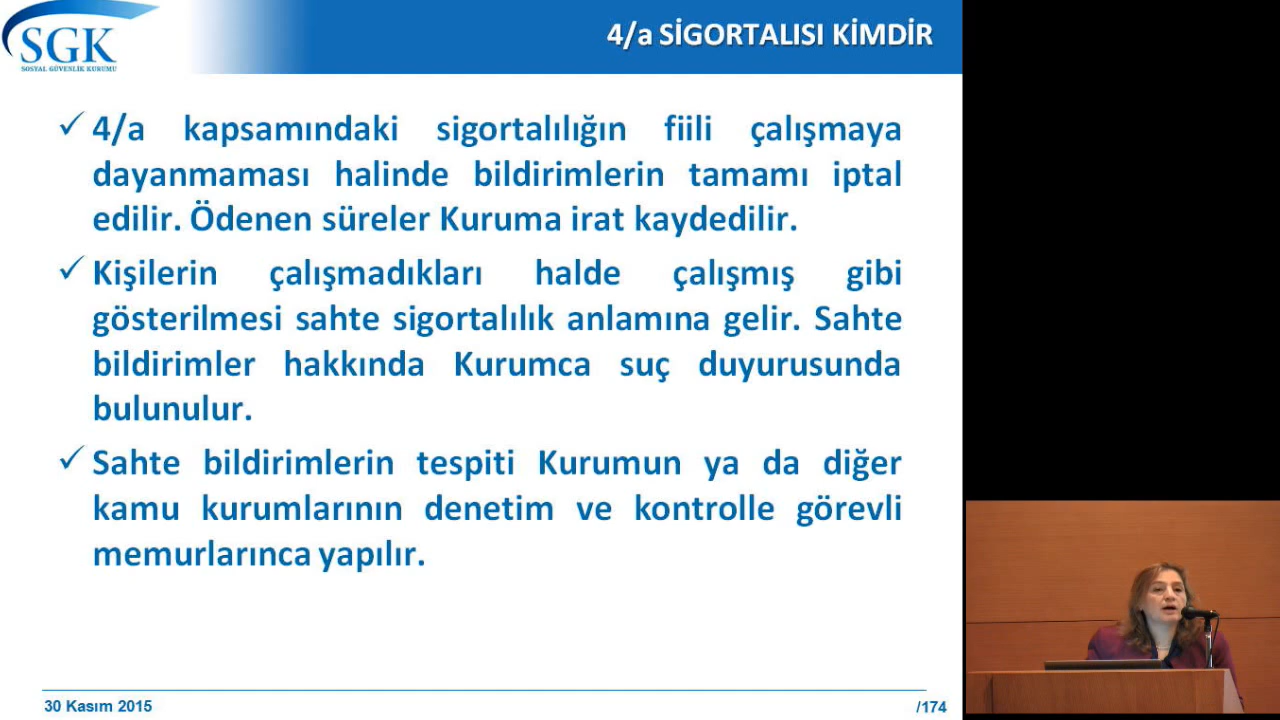 SGK
SOSYAL GÜVENLİK KURUMU
4/a SİGORTALISI KİMDİR
✓ 4/a kapsamındaki sigortalılığın fiili çalışmaya
dayanmaması halinde bildirimlerin tamamı iptal
edilir. Ödenen süreler Kuruma irat kaydedilir.
✓ Kişilerin çalışmadıkları halde çalışmış gibi
gösterilmesi sahte sigortalılık anlamına gelir. Sahte
bildirimler hakkında Kurumca suç duyurusunda
bulunulur.
✓ Sahte bildirimlerin tespiti Kurumun ya da diğer
kamu kurumlarının denetim ve kontrolle görevli
memurlarınca yapılır.
30 Kasım 2015
/174